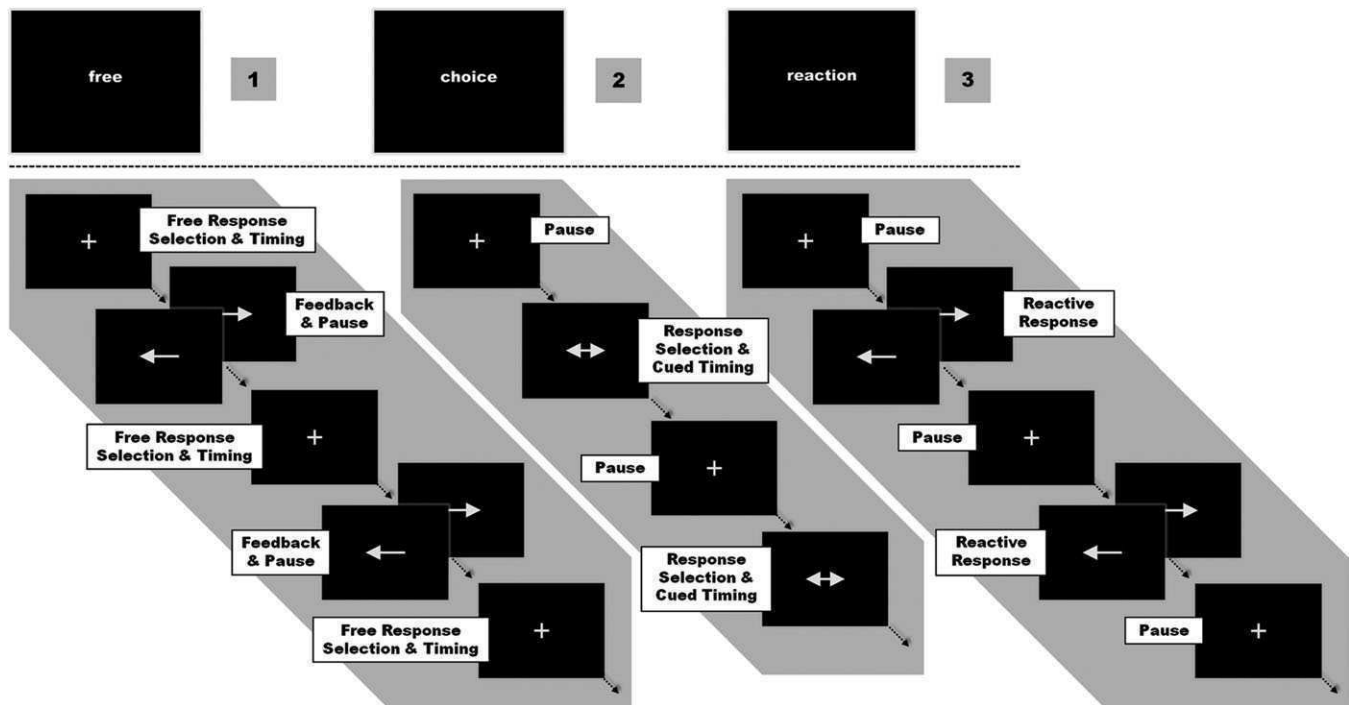 free
1
choice
2
reaction
3
Free Response
Selection & Timing
Feedback
& Pause
Free Response
Selection & Timing
Feedback
& Pause
Free Response
Selection & Timing
Pause
Response
Selection &
Cued Timing
Pause
Response
Selection &
Cued Timing
Pause
Reactive
Response
Pause
Reactive
Response
Pause